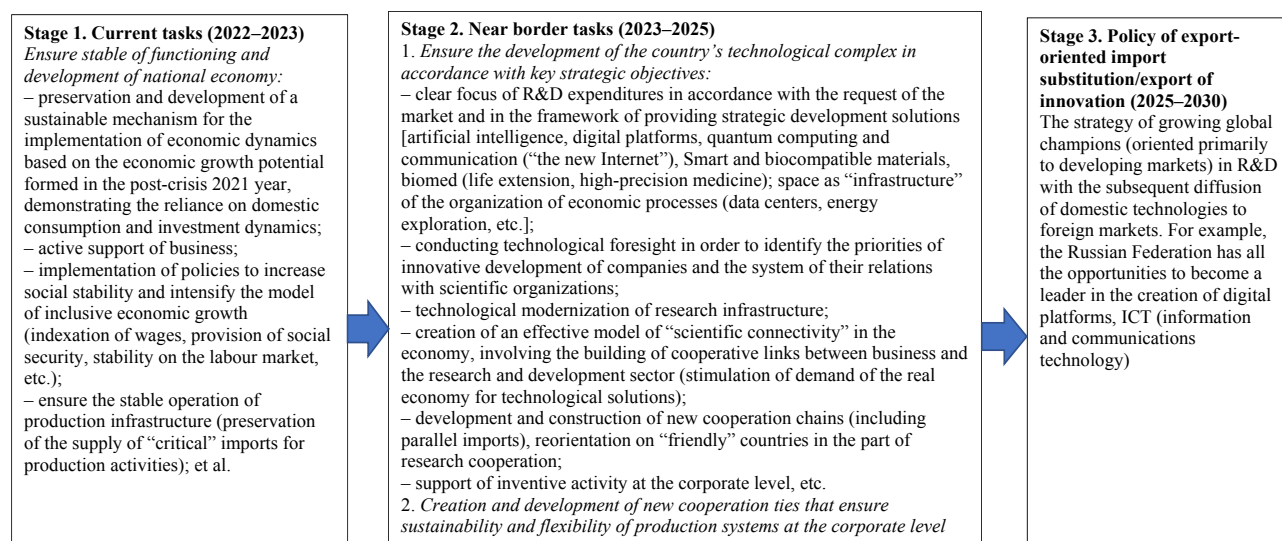 Stage 1. Current tasks (2022–2023)
Ensure stable of functioning and
development of national economy:
– preservation and development of a
sustainable mechanism for the
implementation of economic dynamics
based on the economic growth potential
formed in the post-crisis 2021 year,
demonstrating the reliance on domestic
consumption and investment dynamics;
– active support of business;
– implementation of policies to increase
social stability and intensify the model
of inclusive economic growth
(indexation of wages, provision of social
security, stability on the labour market,
etc.);
– ensure the stable operation of
production infrastructure (preservation
of the supply of “critical” imports for
production activities); et al.
Stage 2. Near border tasks (2023–2025)
1. Ensure the development of the country’s technological complex in
accordance with key strategic objectives:
– clear focus of R&D expenditures in accordance with the request of the
market and in the framework of providing strategic development solutions
[artificial intelligence, digital platforms, quantum computing and
communication (“the new Internet”), Smart and biocompatible materials,
biomed (life extension, high-precision medicine); space as “infrastructure”
of the organization of economic processes (data centers, energy
exploration, etc.];
– conducting technological foresight in order to identify the priorities of
innovative development of companies and the system of their relations
with scientific organizations;
– technological modernization of research infrastructure;
– creation of an effective model of “scientific connectivity” in the
economy, involving the building of cooperative links between business and
the research and development sector (stimulation of demand of the real
economy for technological solutions);
– development and construction of new cooperation chains (including
parallel imports), reorientation on “friendly” countries in the part of
research cooperation;
– support of inventive activity at the corporate level, etc.
2. Creation and development of new cooperation ties that ensure
sustainability and flexibility of production systems at the corporate level
Stage 3. Policy of export-
oriented import
substitution/export of
innovation (2025–2030)
The strategy of growing global
champions (oriented primarily
to developing markets) in R&D
with the subsequent diffusion
of domestic technologies to
foreign markets. For example,
the Russian Federation has all
the opportunities to become a
leader in the creation of digital
platforms, ICT (information
and communications
technology)